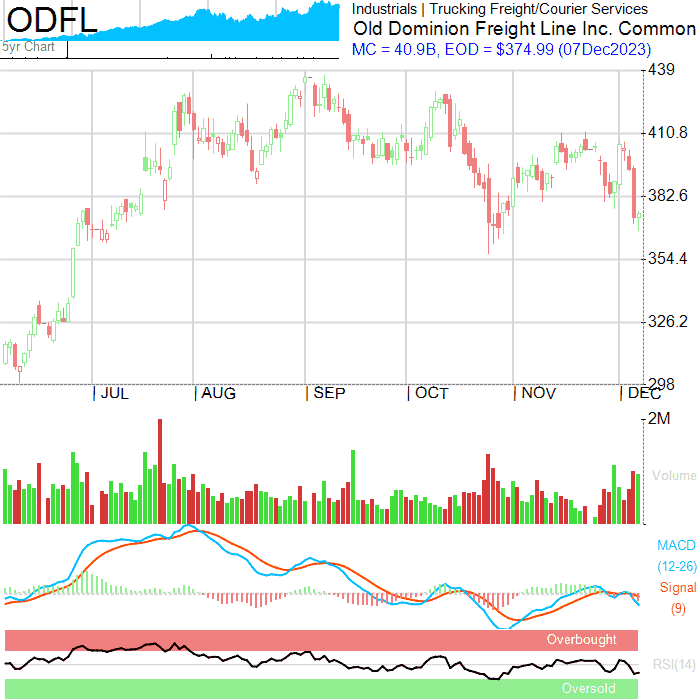 ODFL
5yr Chart
Industrials | Trucking Freight/Courier Services
Old Dominion Freight Line Inc. Common
MC = 40.9B, EOD = $374.99 (07Dec2023)
439
410.8
382.6
354.4
326.2
298
JUL AUG SEP OCT NOV DEC
2M
Volume
MACD
(12-26)
Signal
(9)
Overbought
RSI(14)
Oversold